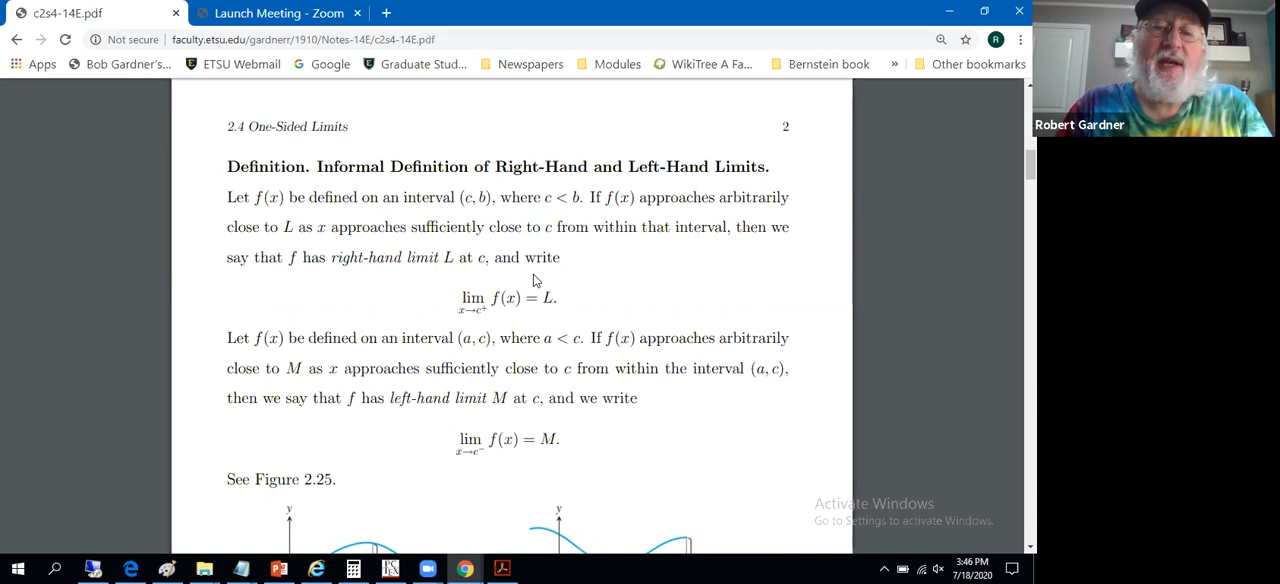 c2s4-14E.pdf
Launch Meeting - Zoom
Not secure | faculty.etsu.edu/gardnerr/1910/Notes-14E/c2s4-14E.pdf
R
Apps Bob Gardner's... ETSU Webmail Google Graduate Stud... Newspapers Modules WikiTree A Fa... Bernstein book » Other bookmarks
Robert Gardner
2.4 One-Sided Limits 2
Definition. Informal Definition of Right-Hand and Left-Hand Limits.
Let f(x) be defined on an interval (c, b), where c < b. If f(x) approaches arbitrarily
close to L as x approaches sufficiently close to c from within that interval, then we
say that f has right-hand limit L at c, and write
lim f(x) = L.
x→c⁺
Let f(x) be defined on an interval (a, c), where a < c. If f(x) approaches arbitrarily
close to M as x approaches sufficiently close to c from within the interval (a, c),
then we say that f has left-hand limit M at c, and we write
lim f(x) = M.
x→c⁻
See Figure 2.25.
y y
Activate Windows
Go to Settings to activate Windows.
3:46 PM
7/18/2020